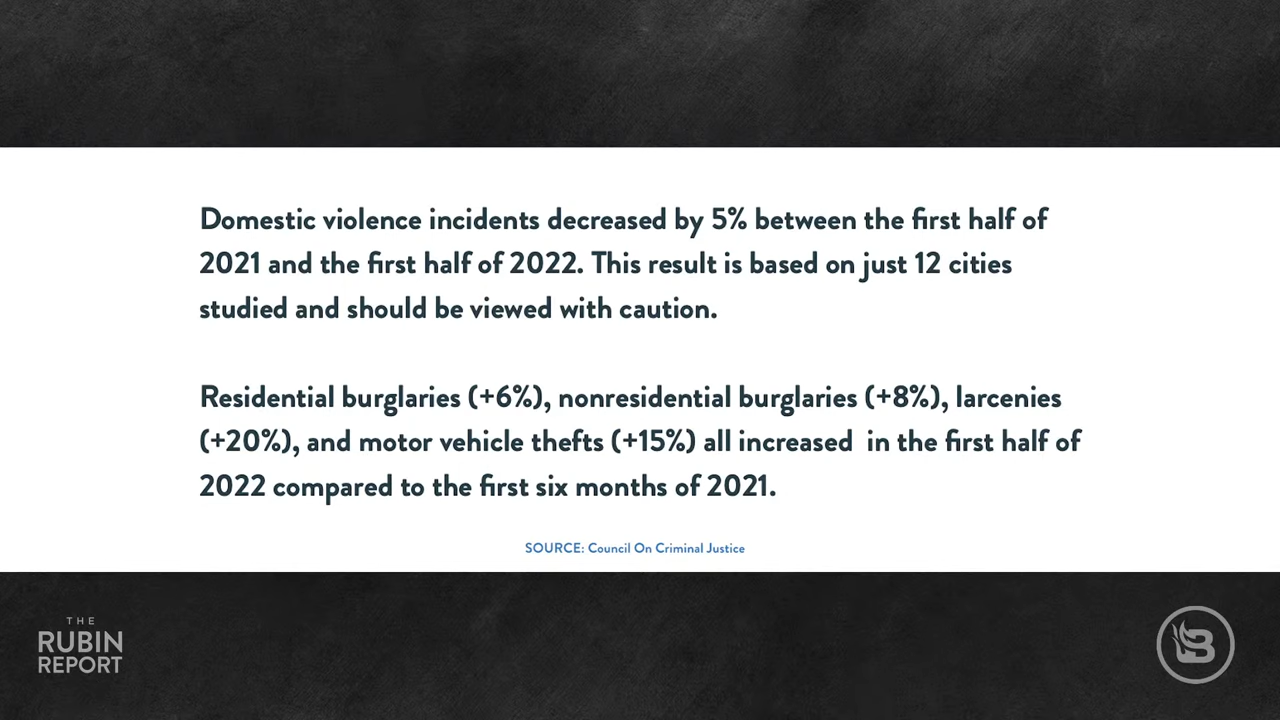 Domestic violence incidents decreased by 5% between the first half of
2021 and the first half of 2022. This result is based on just 12 cities
studied and should be viewed with caution.
Residential burglaries (+6%), nonresidential burglaries (+8%), larcenies
(+20%), and motor vehicle thefts (+15%) all increased  in the first half of
2022 compared to the first six months of 2021.
SOURCE: Council On Criminal Justice
THE
RUBIN
REPORT
B